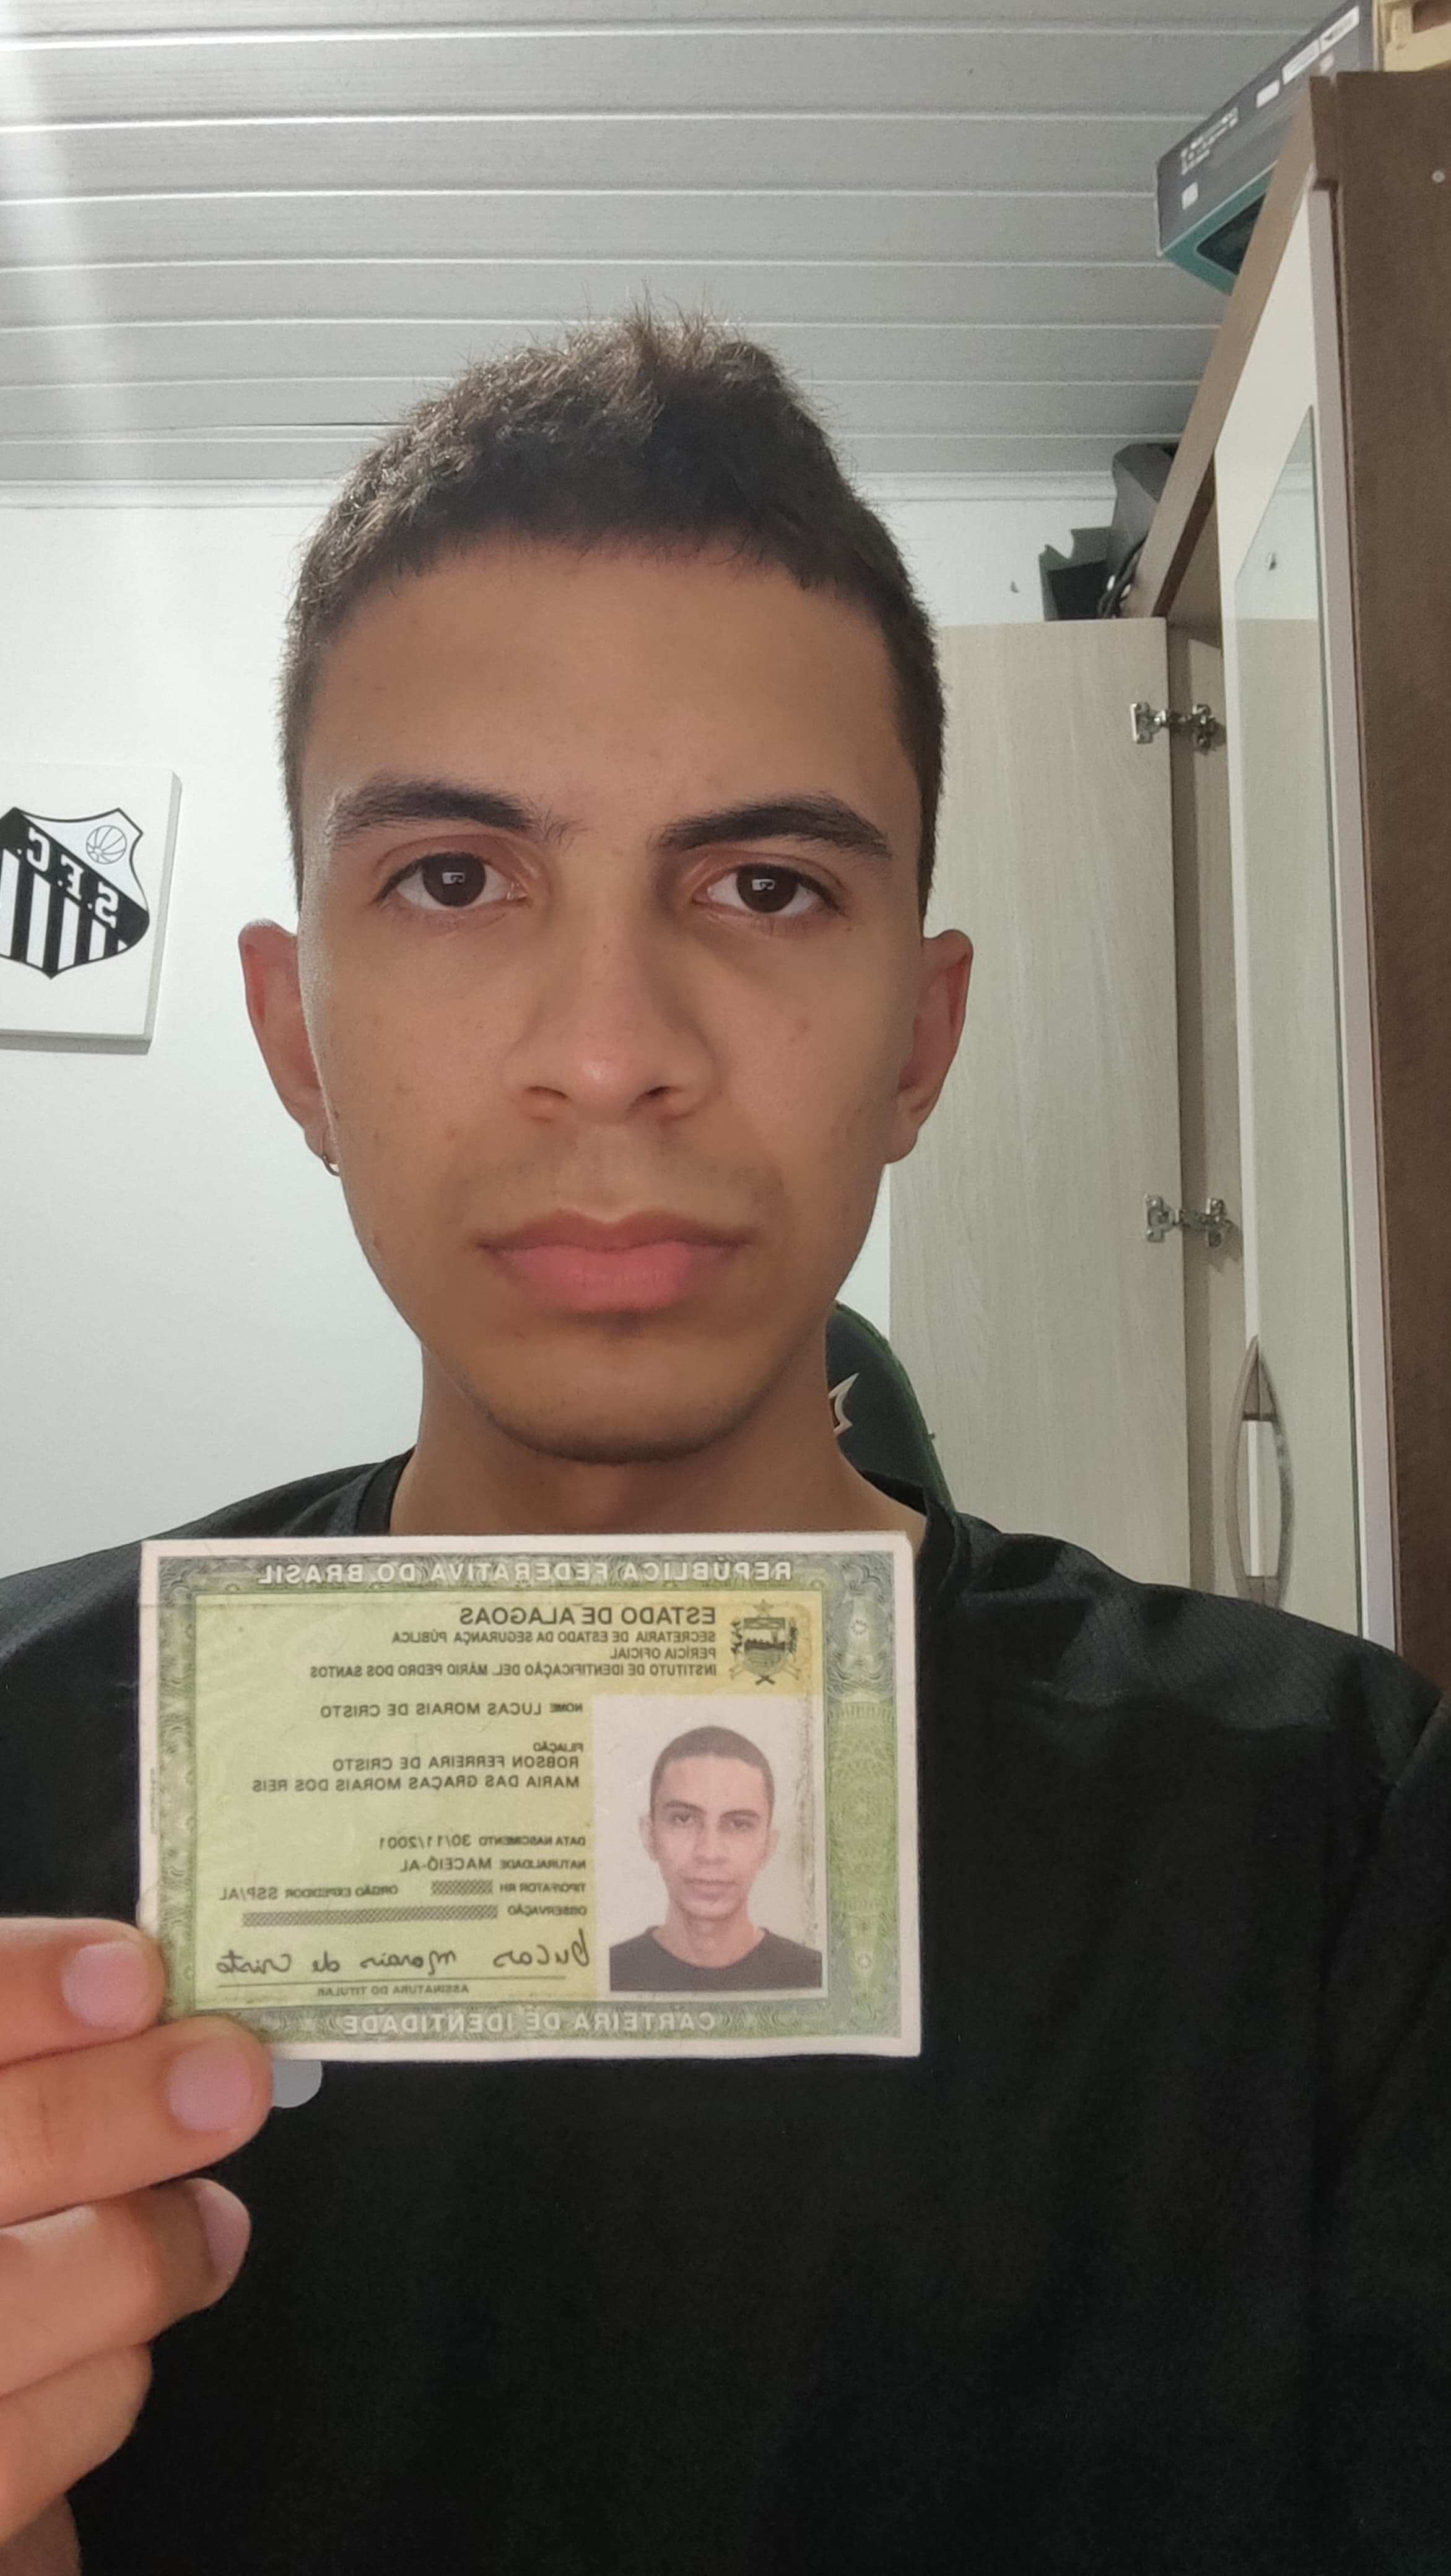 S.F.C.
REPÚBLICA FEDERATIVA DO BRASIL
ESTADO DE ALAGOAS
SECRETARIA DE ESTADO DA SEGURANÇA PÚBLICA
PERÍCIA OFICIAL
INSTITUTO DE IDENTIFICAÇÃO DEL. MÁRIO PEDRO DOS SANTOS
NOME LUCAS MORAIS DE CRISTO
FILIAÇÃO
ROBSON FERREIRA DE CRISTO
MARIA DAS GRAÇAS MORAIS DOS REIS
DATA NASCIMENTO 30/11/2001
NATURALIDADE MACEIÓ-AL
TIPO/FATOR RH ÓRGÃO EXPEDIDOR SSP/AL
OBSERVAÇÃO
Lucas Morais de Cristo
ASSINATURA DO TITULAR
CARTEIRA DE IDENTIDADE